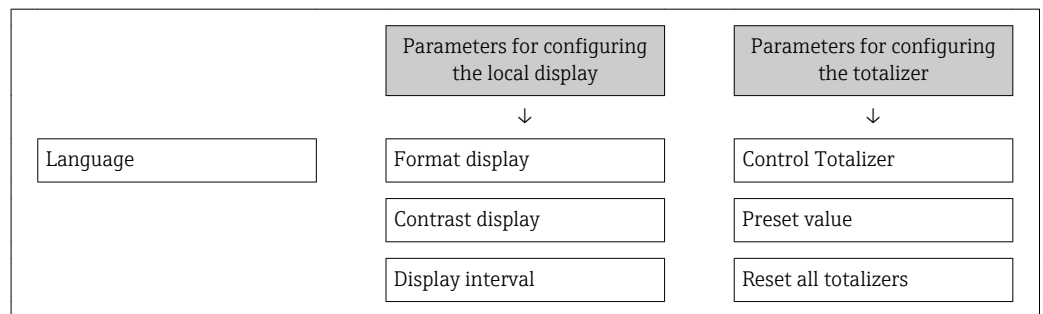 Parameters for configuring
the local display
Parameters for configuring
the totalizer
↓
↓
Language
Format display
Control Totalizer
Contrast display
Preset value
Display interval
Reset all totalizers